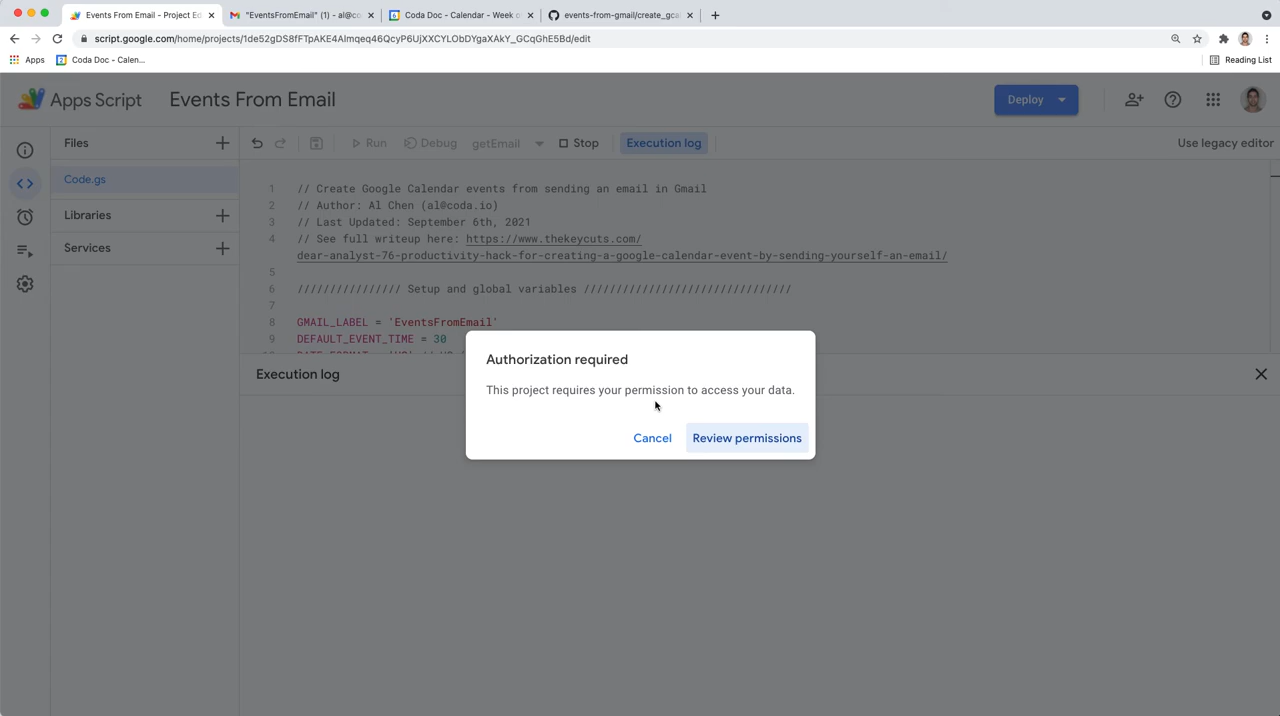 Events From Email - Project Ed
"EventsFromEmail" (1) - al@co
Coda Doc - Calendar - Week o
events-from-gmail/create_gca
script.google.com/home/projects/1de52gDS8fFTpAKE4Almqeq46QcyP6UjXXCYLObDYgaXAkY_GCqGhE5Bd/edit
Apps
Coda Doc - Calen...
Reading List
Apps Script
Events From Email
Deploy
Files
Run
Debug
getEmail
Stop
Execution log
Use legacy editor
Code.gs
Libraries
Services
1 // Create Google Calendar events from sending an email in Gmail
2 // Author: Al Chen (al@coda.io)
3 // Last Updated: September 6th, 2021
4 // See full writeup here: https://www.thekeycuts.com/
dear-analyst-76-productivity-hack-for-creating-a-google-calendar-event-by-sending-yourself-an-email/
5
6 //////////////// Setup and global variables ////////////////////////////////
7
8 GMAIL_LABEL = 'EventsFromEmail'
9 DEFAULT_EVENT_TIME = 30
Execution log
Authorization required
This project requires your permission to access your data.
Cancel
Review permissions